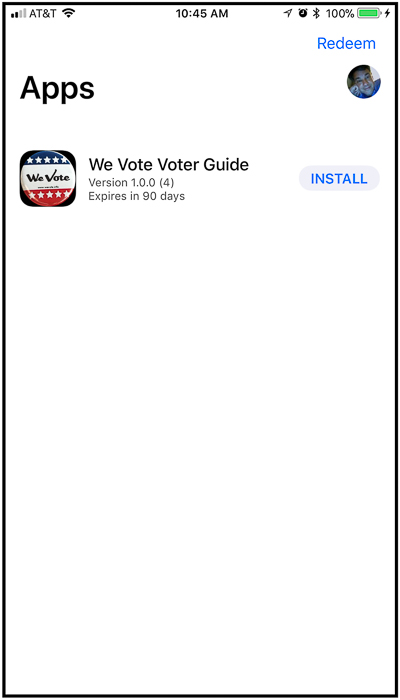 AT&T 10:45 AM 100%
Redeem
Apps
We Vote
We Vote Voter Guide
Version 1.0.0 (4)
Expires in 90 days
INSTALL